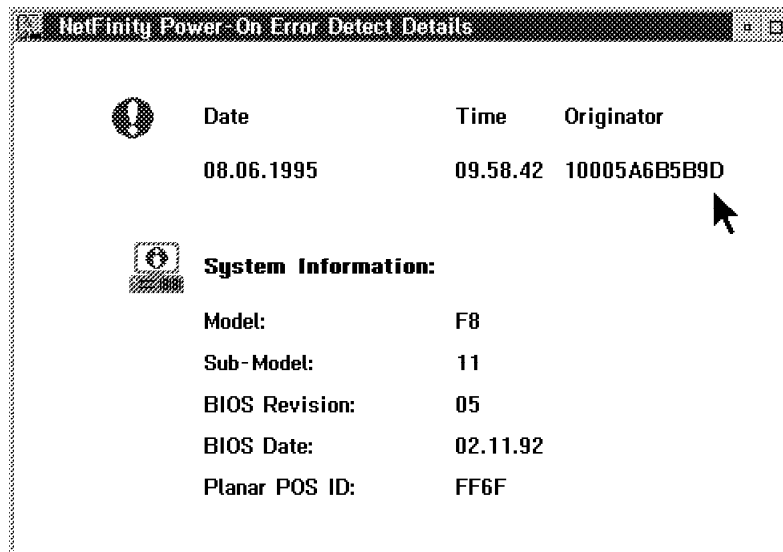 NetFinity Power-On Error Detect Details
Date Time Originator
08.06.1995 09.58.42 10005A6B5B9D
System Information:
Model: F8
Sub-Model: 11
BIOS Revision: 05
BIOS Date: 02.11.92
Planar POS ID: FF6F